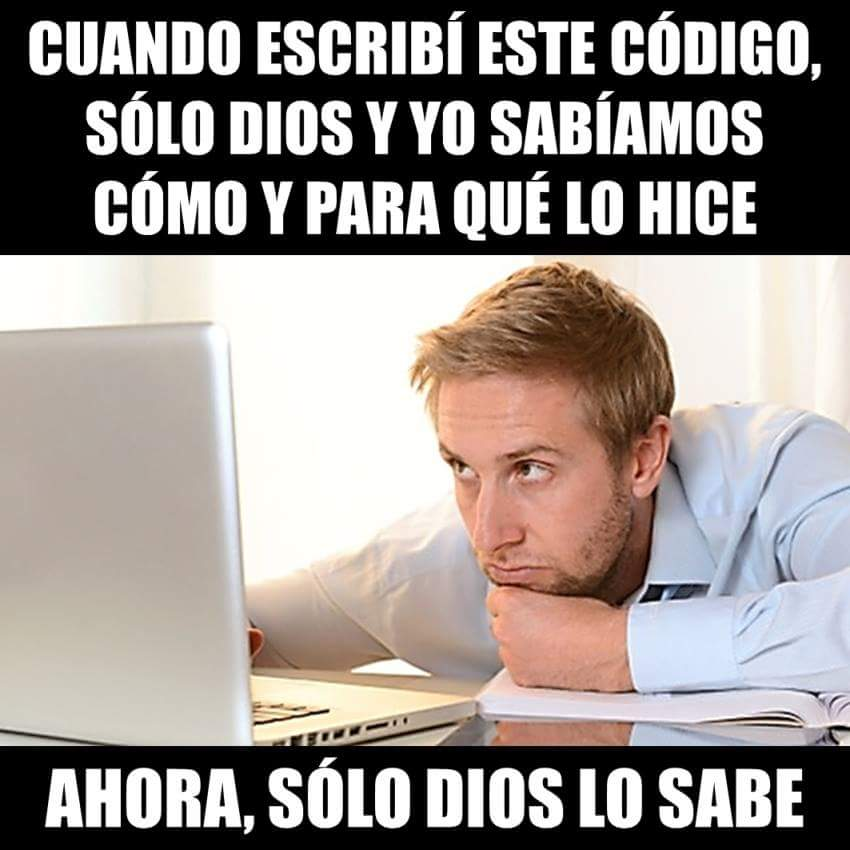 CUANDO ESCRIBÍ ESTE CÓDIGO,
SÓLO DIOS Y YO SABÍAMOS
CÓMO Y PARA QUÉ LO HICE
AHORA, SÓLO DIOS LO SABE